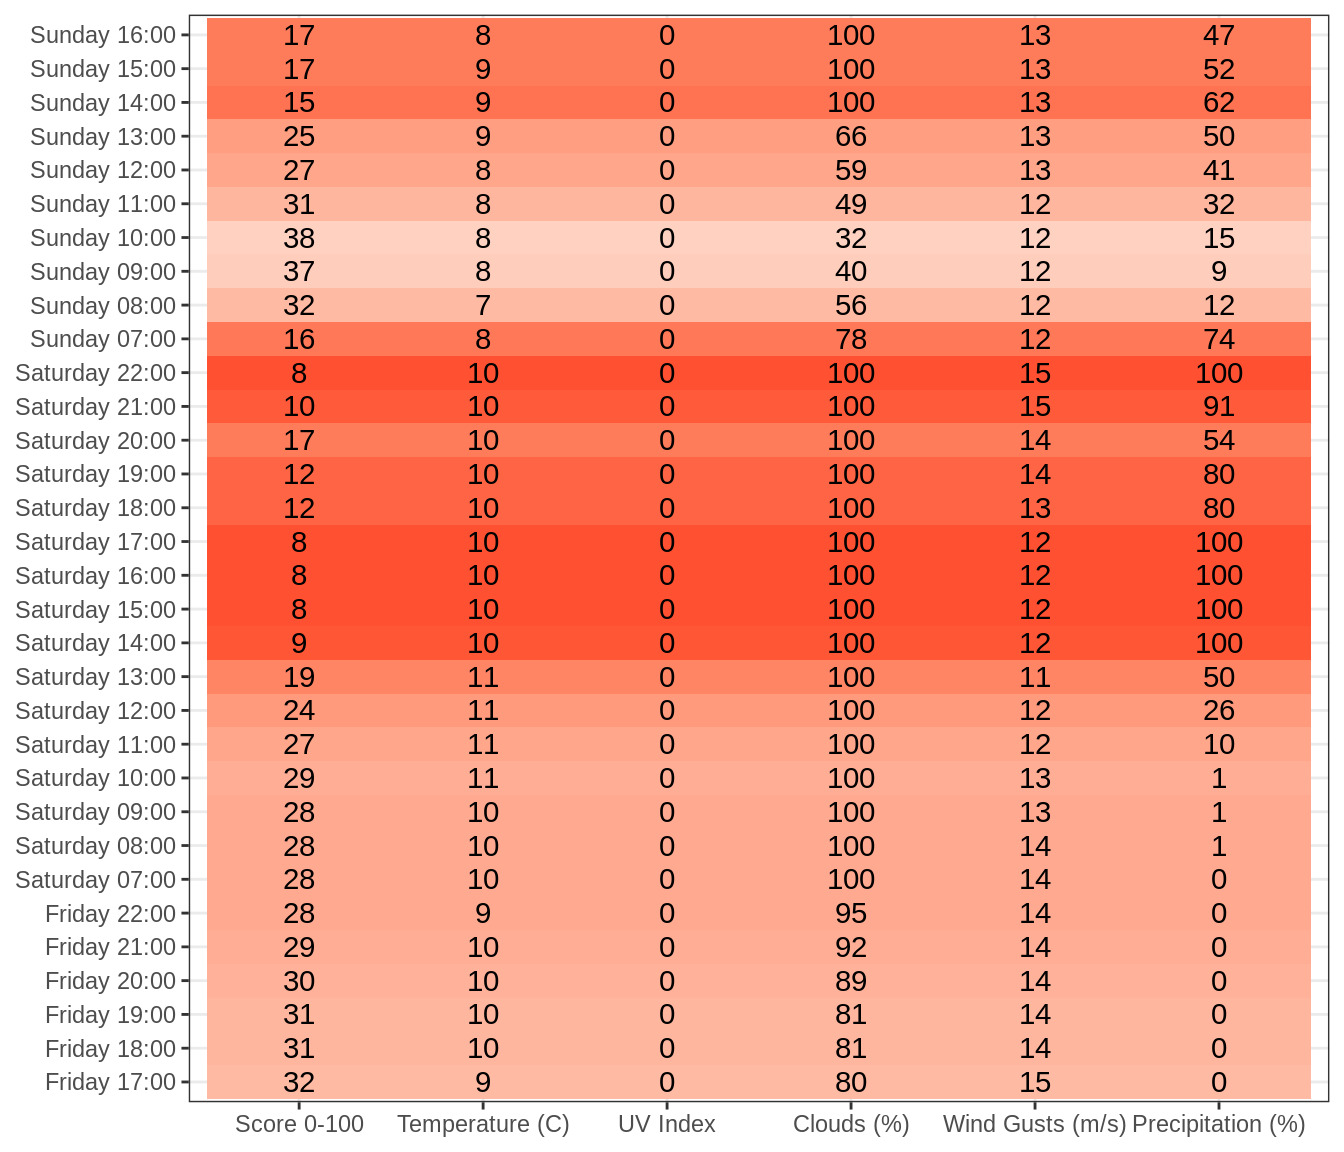 Sunday 16:00 17 8 0 100 13 47
Sunday 15:00 17 9 0 100 13 52
Sunday 14:00 15 9 0 100 13 62
Sunday 13:00 25 9 0 66 13 50
Sunday 12:00 27 8 0 59 13 41
Sunday 11:00 31 8 0 49 12 32
Sunday 10:00 38 8 0 32 12 15
Sunday 09:00 37 8 0 40 12 9
Sunday 08:00 32 7 0 56 12 12
Sunday 07:00 16 8 0 78 12 74
Saturday 22:00 8 10 0 100 15 100
Saturday 21:00 10 10 0 100 15 91
Saturday 20:00 17 10 0 100 14 54
Saturday 19:00 12 10 0 100 14 80
Saturday 18:00 12 10 0 100 13 80
Saturday 17:00 8 10 0 100 12 100
Saturday 16:00 8 10 0 100 12 100
Saturday 15:00 8 10 0 100 12 100
Saturday 14:00 9 10 0 100 12 100
Saturday 13:00 19 11 0 100 11 50
Saturday 12:00 24 11 0 100 12 26
Saturday 11:00 27 11 0 100 12 10
Saturday 10:00 29 11 0 100 13 1
Saturday 09:00 28 10 0 100 13 1
Saturday 08:00 28 10 0 100 14 1
Saturday 07:00 28 10 0 100 14 0
Friday 22:00 28 9 0 95 14 0
Friday 21:00 29 10 0 92 14 0
Friday 20:00 30 10 0 89 14 0
Friday 19:00 31 10 0 81 14 0
Friday 18:00 31 10 0 81 14 0
Friday 17:00 32 9 0 80 15 0
Score 0-100 Temperature (C) UV Index Clouds (%) Wind Gusts (m/s) Precipitation (%)